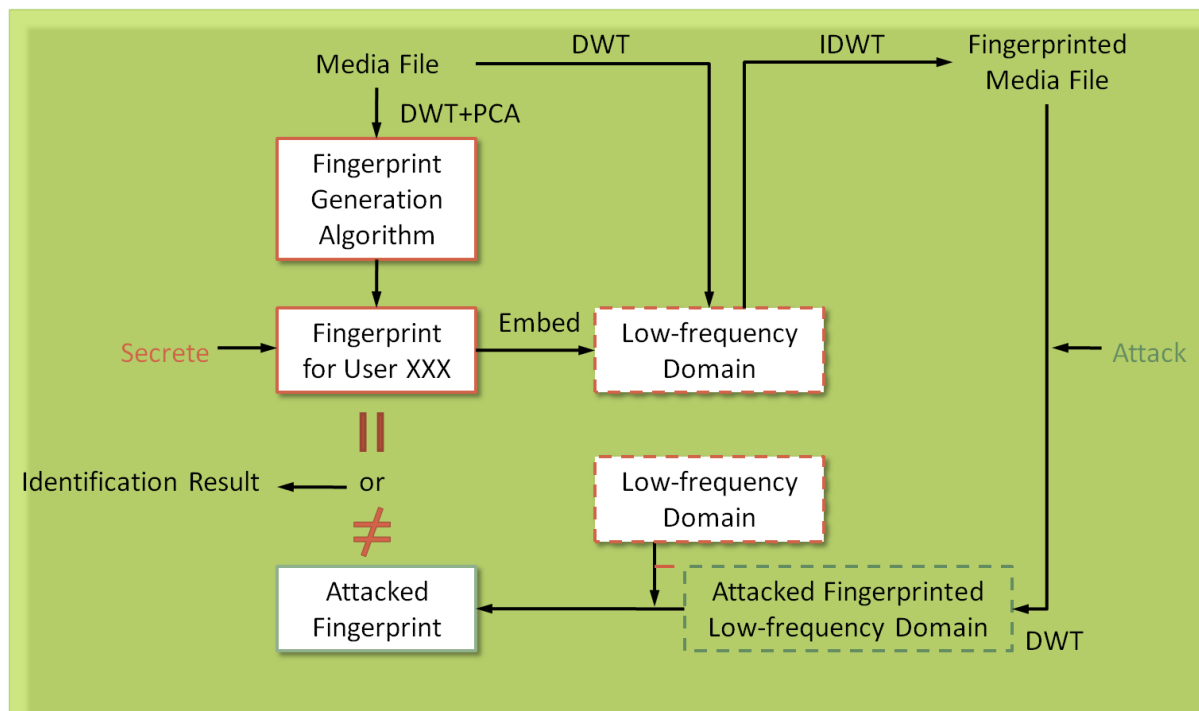 DWT
IDWT
Fingerprinted
Media File
Media File
DWT+PCA
Fingerprint
Generation
Algorithm
Secrete
Fingerprint
for User XXX
Embed
Low-frequency
Domain
Attack
Identification Result
or
≠
Low-frequency
Domain
Attacked
Fingerprint
Attacked Fingerprinted
Low-frequency Domain
DWT